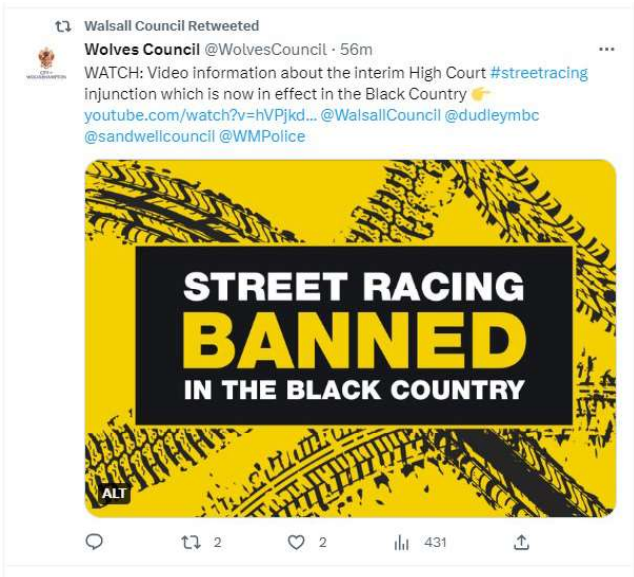 Walsall Council Retweeted
Wolves Council @WolvesCouncil · 56m
WATCH: Video information about the interim High Court #streetracing
injunction which is now in effect in the Black Country 👉
youtube.com/watch?v=hVPjkd... @WalsallCouncil @dudleymbc
@sandwellcouncil @WMPolice
STREET RACING
BANNED
IN THE BLACK COUNTRY
ALT
2 2 431